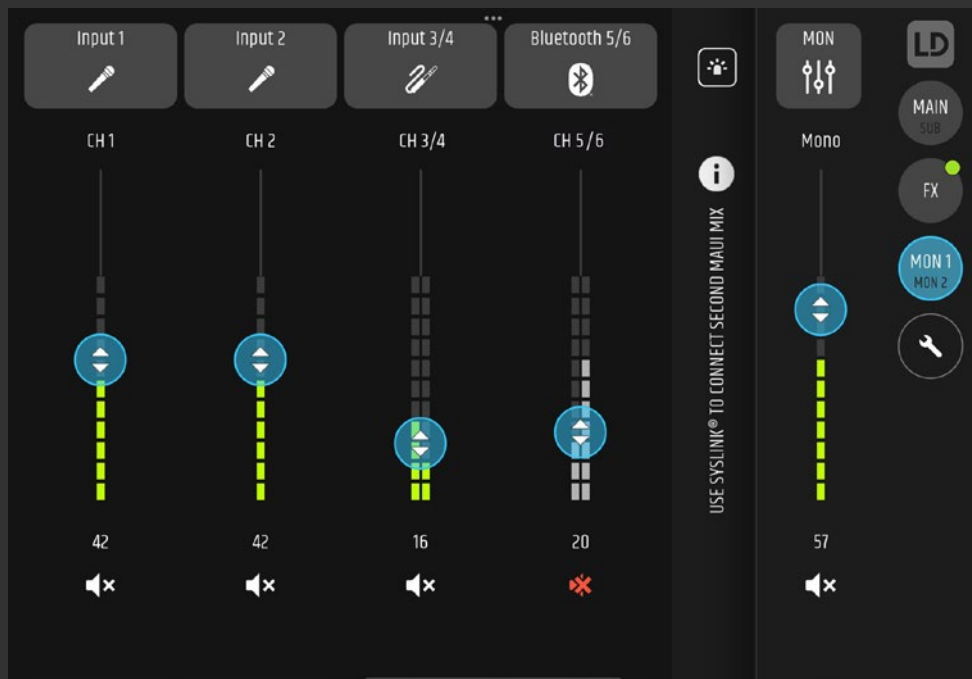 Input 1
Input 2
Input 3/4
Bluetooth 5/6
MON
LD
CH 1
CH 2
CH 3/4
CH 5/6
Mono
MAIN
SUB
FX
MON 1
MON 2
i
USE SYSLINK® TO CONNECT SECOND MAUI MIX
42
42
16
20
57